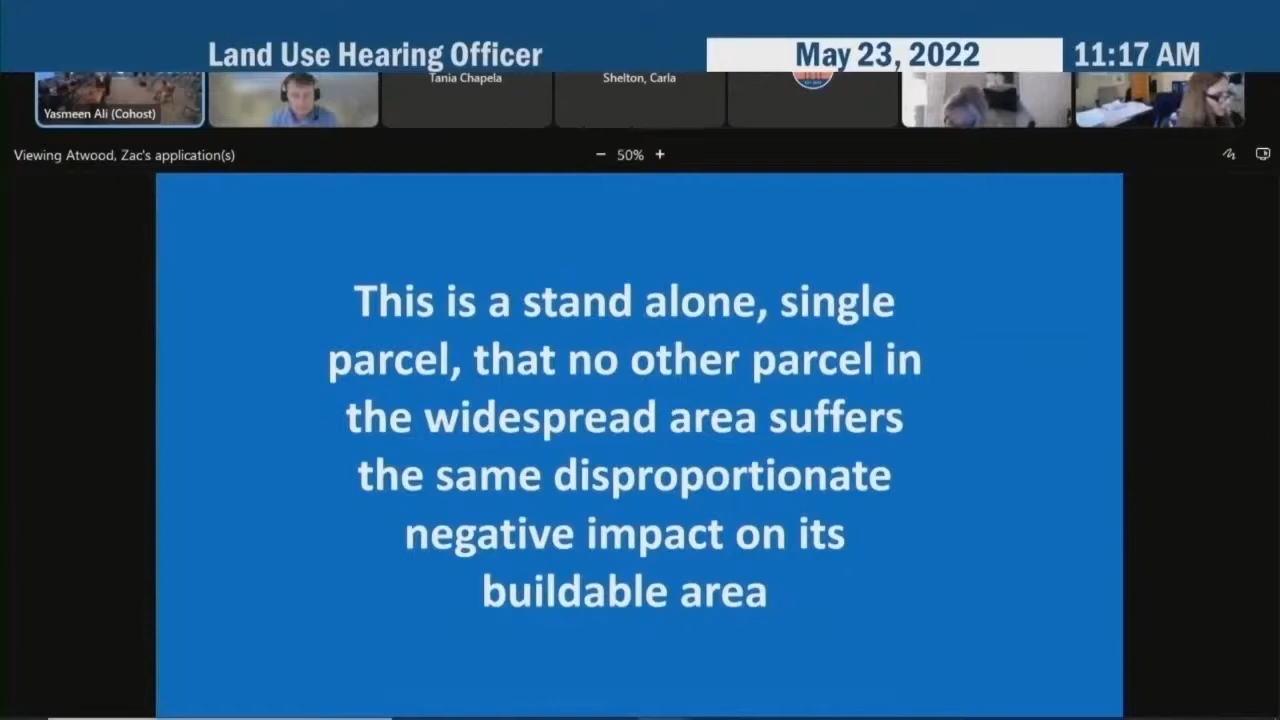 Land Use Hearing Officer
May 23, 2022
11:17 AM
Yasmeen Ali (Cohost)
Tania Chapela
Shelton, Carla
Viewing Atwood, Zac's application(s)
− 50% +
This is a stand alone, single
parcel, that no other parcel in
the widespread area suffers
the same disproportionate
negative impact on its
buildable area